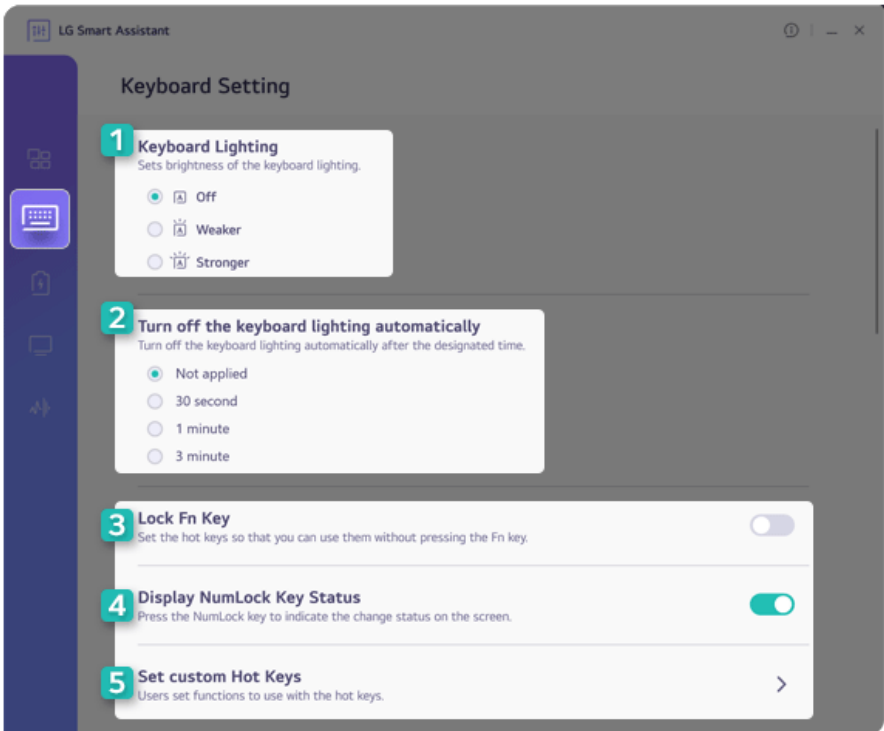 LG Smart Assistant
Keyboard Setting
1
Keyboard Lighting
Sets brightness of the keyboard lighting.
A Off
A Weaker
A Stronger
2
Turn off the keyboard lighting automatically
Turn off the keyboard lighting automatically after the designated time.
Not applied
30 second
1 minute
3 minute
3
Lock Fn Key
Set the hot keys so that you can use them without pressing the Fn key.
4
Display NumLock Key Status
Press the NumLock key to indicate the change status on the screen.
5
Set custom Hot Keys
Users set functions to use with the hot keys.